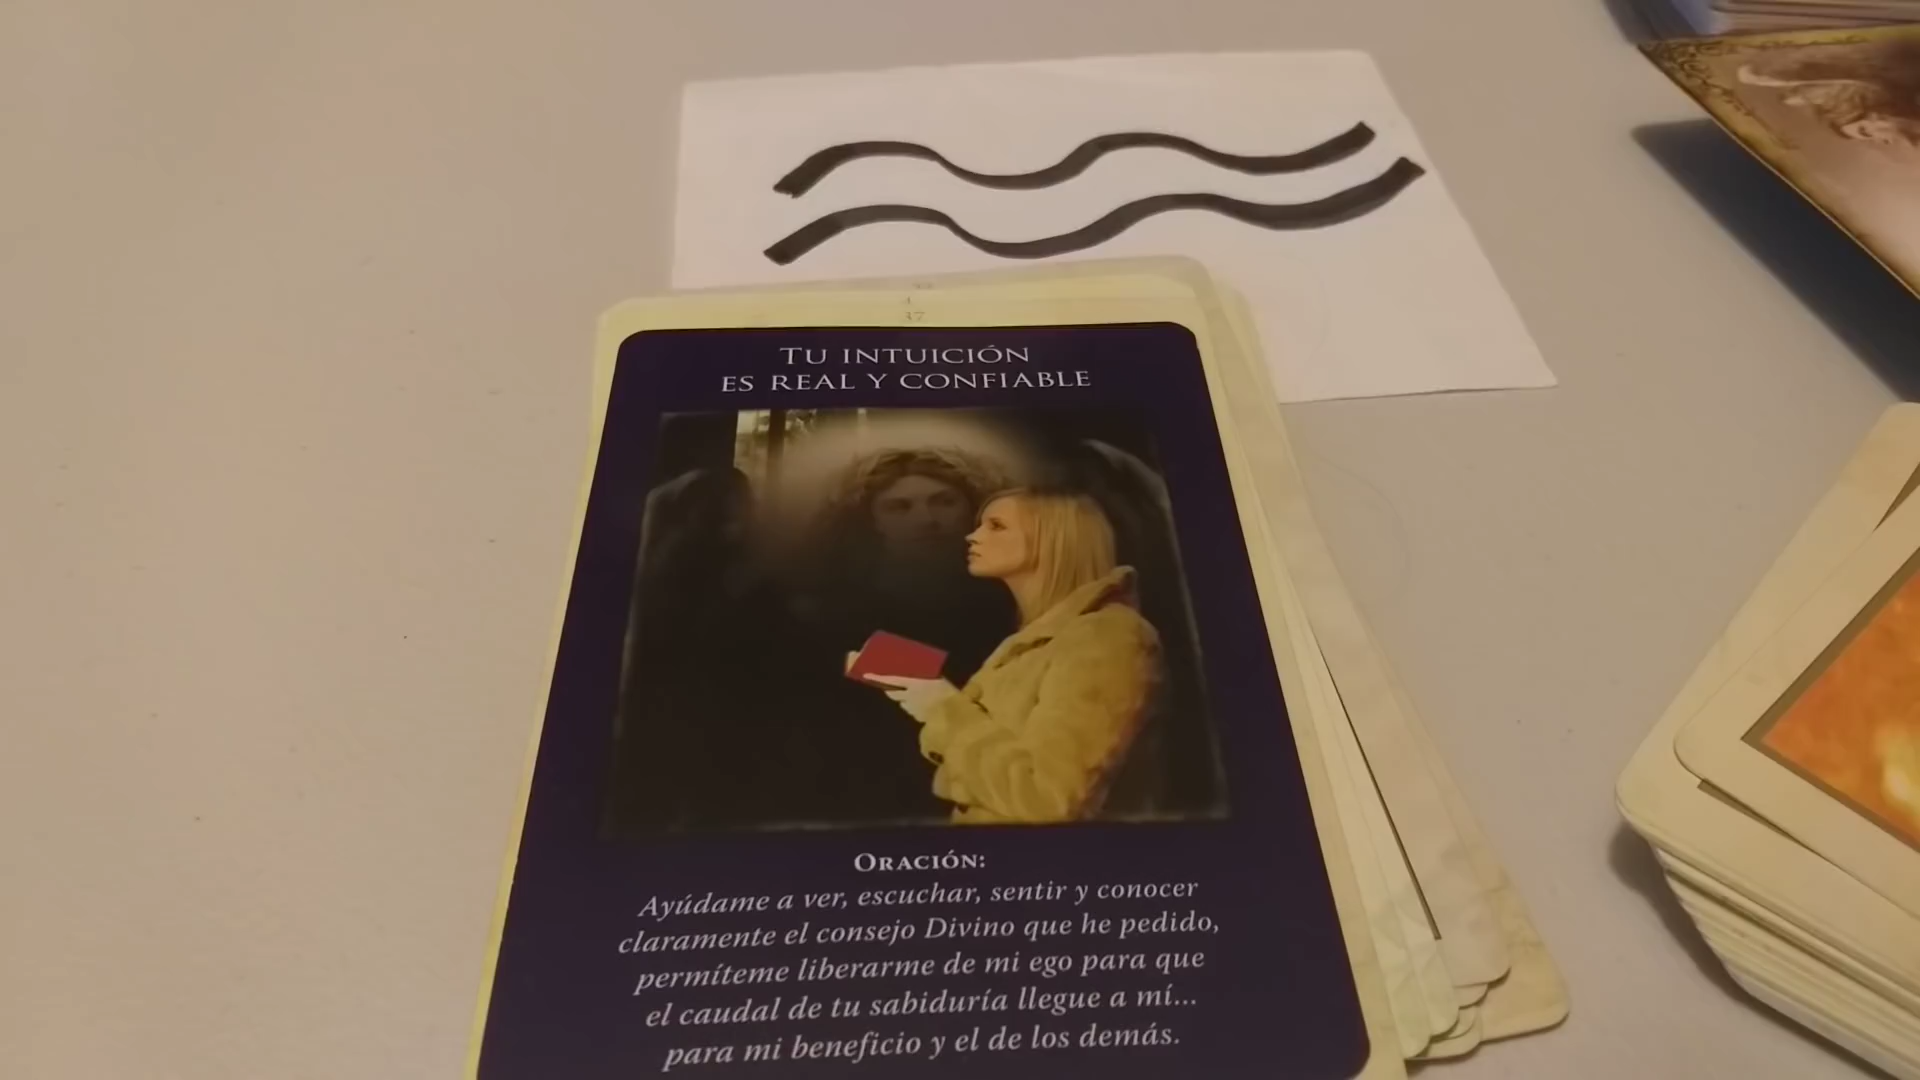 37
TU INTUICIÓN
ES REAL Y CONFIABLE
ORACIÓN:
Ayúdame a ver, escuchar, sentir y conocer
claramente el consejo Divino que he pedido,
permíteme liberarme de mi ego para que
el caudal de tu sabiduría llegue a mí...
para mi beneficio y el de los demás.